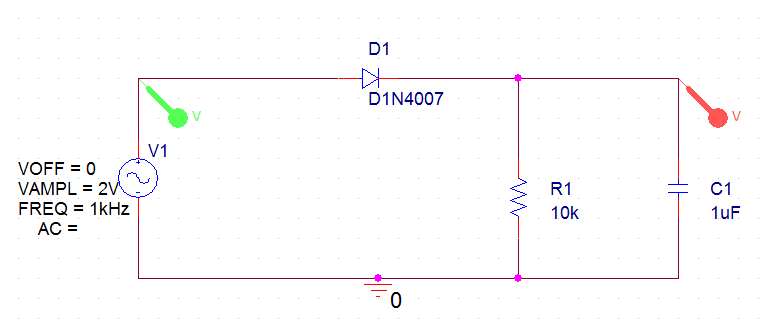 D1
D1N4007
V
V
V1
VOFF = 0
VAMPL = 2V
FREQ = 1kHz
AC =
R1
10k
C1
1uF
0